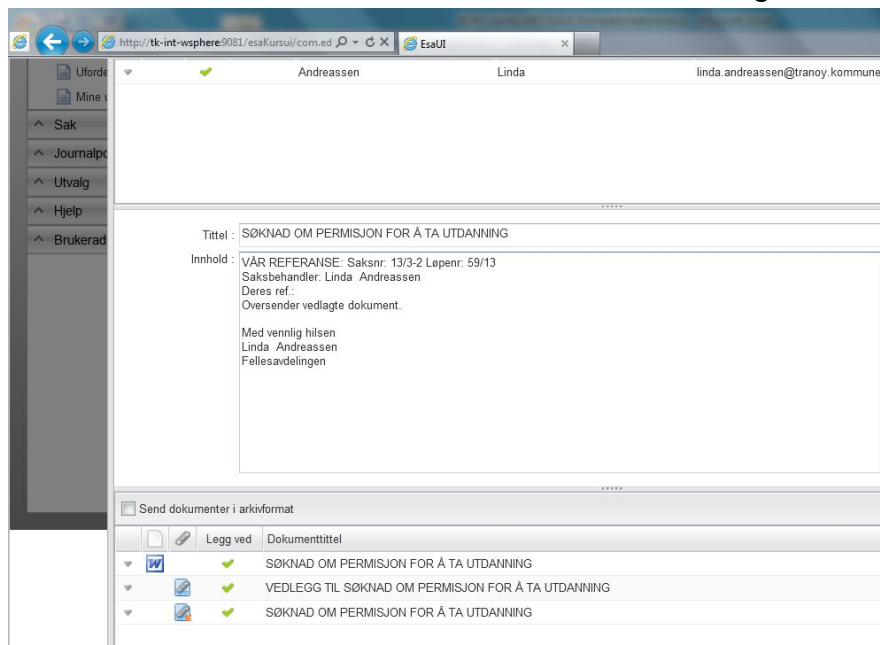 http://tk-int-wsphere:9081/esaKursui/com.ed
EsaUI
Uforde
Mine u
Sak
Journalpo
Utvalg
Hjelp
Brukerad
Andreassen Linda linda.andreassen@tranoy.kommune
Tittel : SØKNAD OM PERMISJON FOR Å TA UTDANNING
Innhold : VÅR REFERANSE: Saksnr: 13/3-2 Løpenr: 59/13
Saksbehandler: Linda Andreassen
Deres ref.:
Oversender vedlagte dokument.
Med vennlig hilsen
Linda Andreassen
Fellesavdelingen
Send dokumenter i arkivformat
Legg ved Dokumenttittel
SØKNAD OM PERMISJON FOR Å TA UTDANNING
VEDLEGG TIL SØKNAD OM PERMISJON FOR Å TA UTDANNING
SØKNAD OM PERMISJON FOR Å TA UTDANNING